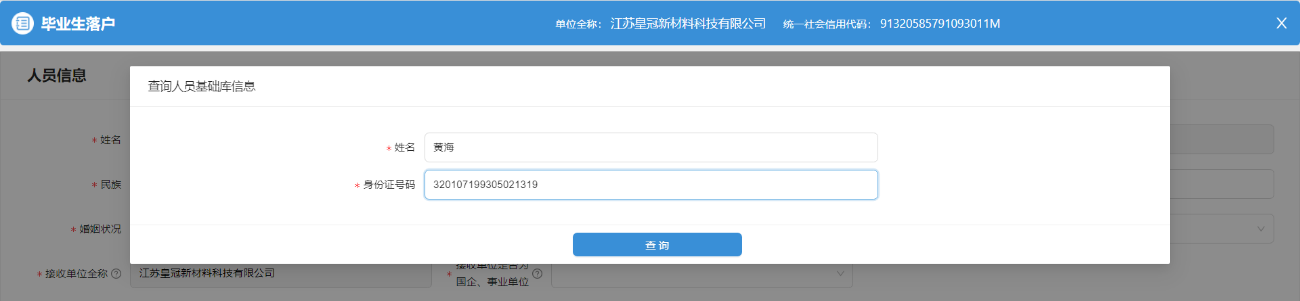 毕业生落户 单位全称： 江苏皇冠新材料科技有限公司 统一社会信用代码： 91320585791093011M
人员信息
查询人员基础库信息
* 姓名 * 姓名 黄海
* 民族 * 身份证号码 320107199305021319
* 婚姻状况
查 询
* 接收单位全称 江苏皇冠新材料科技有限公司 * 接收单位是否为
国企、事业单位